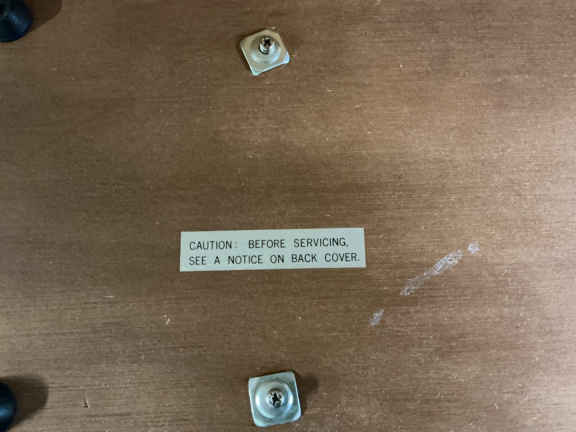 CAUTION: BEFORE SERVICING,
SEE A NOTICE ON BACK COVER.